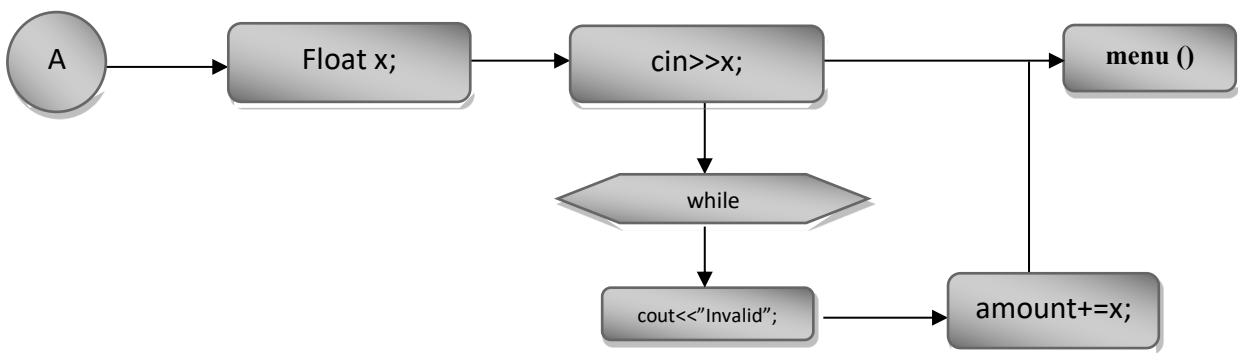 A
Float x;
cin>>x;
menu ()
while
cout<<”Invalid”;
amount+=x;